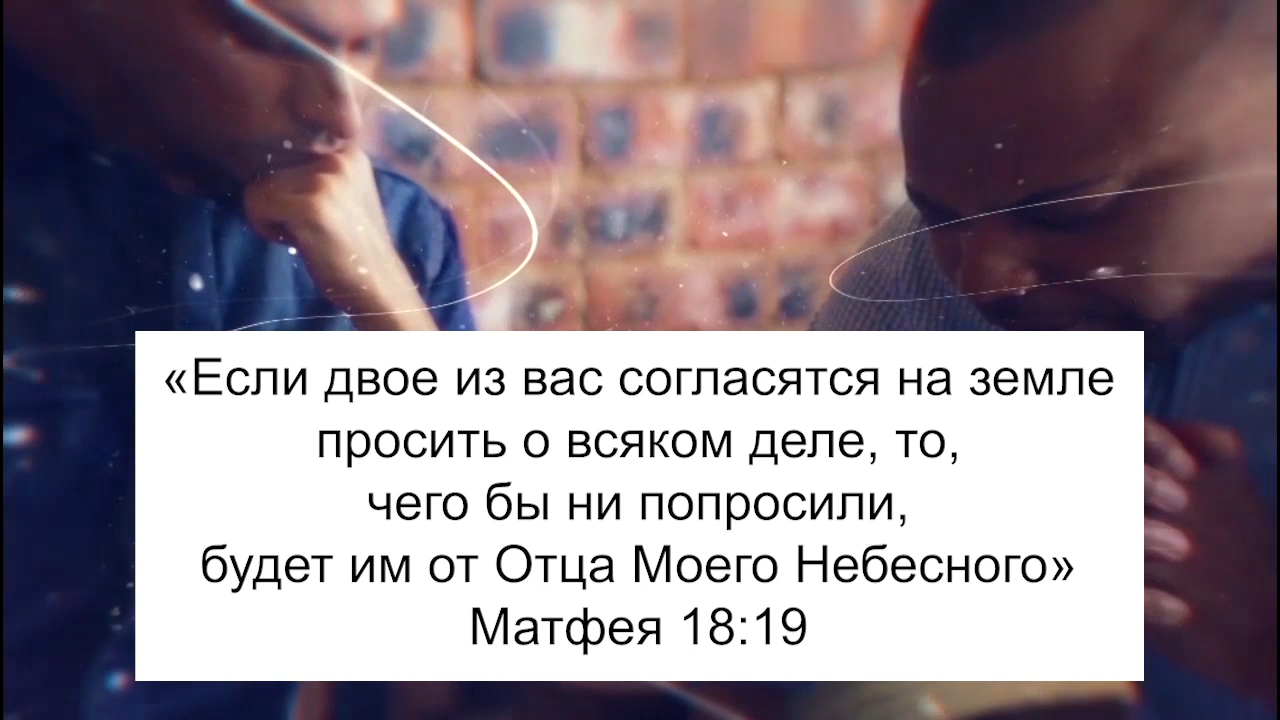 «Если двое из вас согласятся на земле
просить о всяком деле, то,
чего бы ни попросили,
будет им от Отца Моего Небесного»
Матфея 18:19